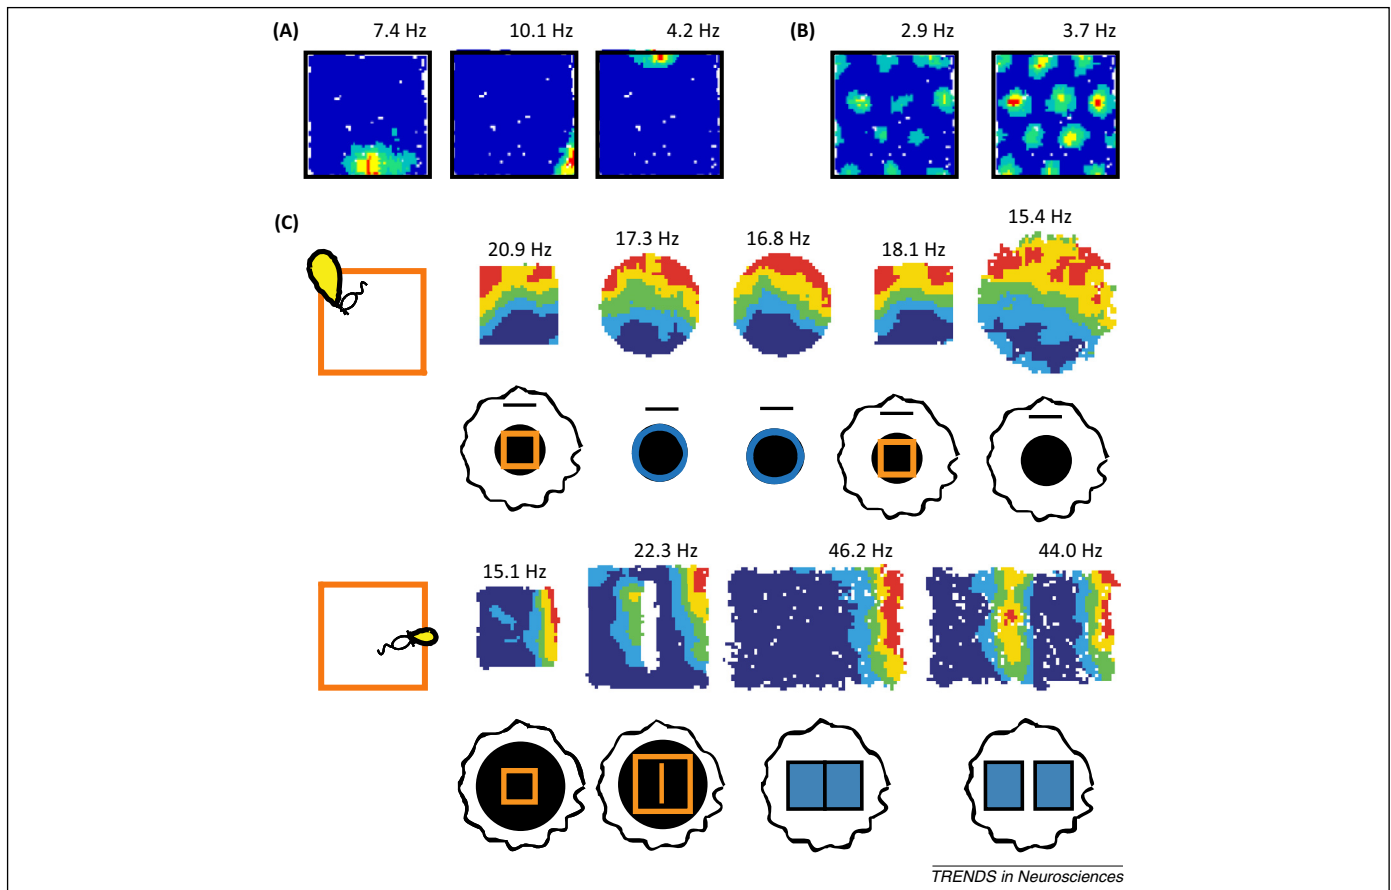 (A) 7.4 Hz 10.1 Hz 4.2 Hz (B) 2.9 Hz 3.7 Hz
(C)
20.9 Hz 17.3 Hz 16.8 Hz 18.1 Hz 15.4 Hz
15.1 Hz 22.3 Hz 46.2 Hz 44.0 Hz
TRENDS in Neurosciences